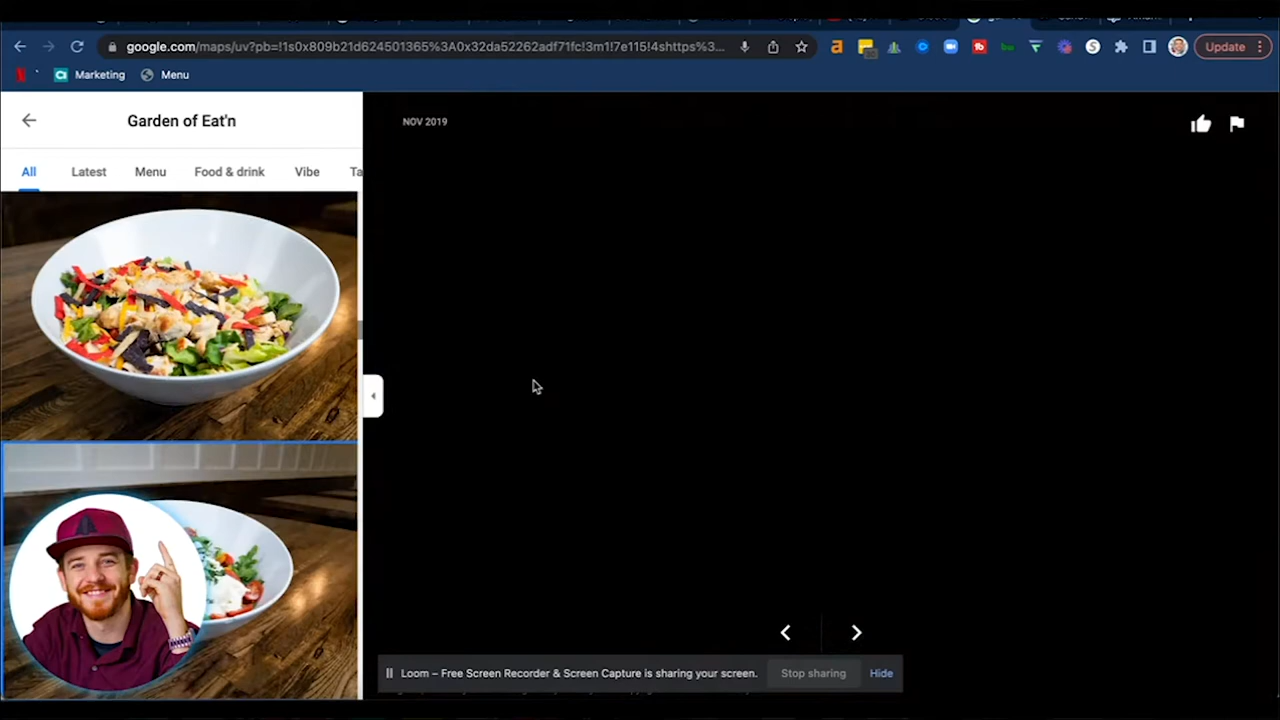 google.com/maps/uv?pb=!1s0x809b21d624501365%3A0x32da52262adf71fc!3m1!7e115!4shttps%3...
Update
Marketing
Menu
Garden of Eat'n
All
Latest
Menu
Food & drink
Vibe
Ta
NOV 2019
Loom – Free Screen Recorder & Screen Capture is sharing your screen.
Stop sharing
Hide